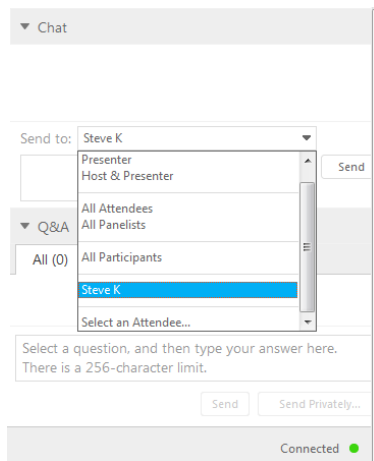 Chat
Send to: Steve K
Presenter
Host & Presenter
Send
All Attendees
All Panelists
Q&A
All (0)
All Participants
Steve K
Select an Attendee...
Select a question, and then type your answer here.
There is a 256-character limit.
Send
Send Privately...
Connected